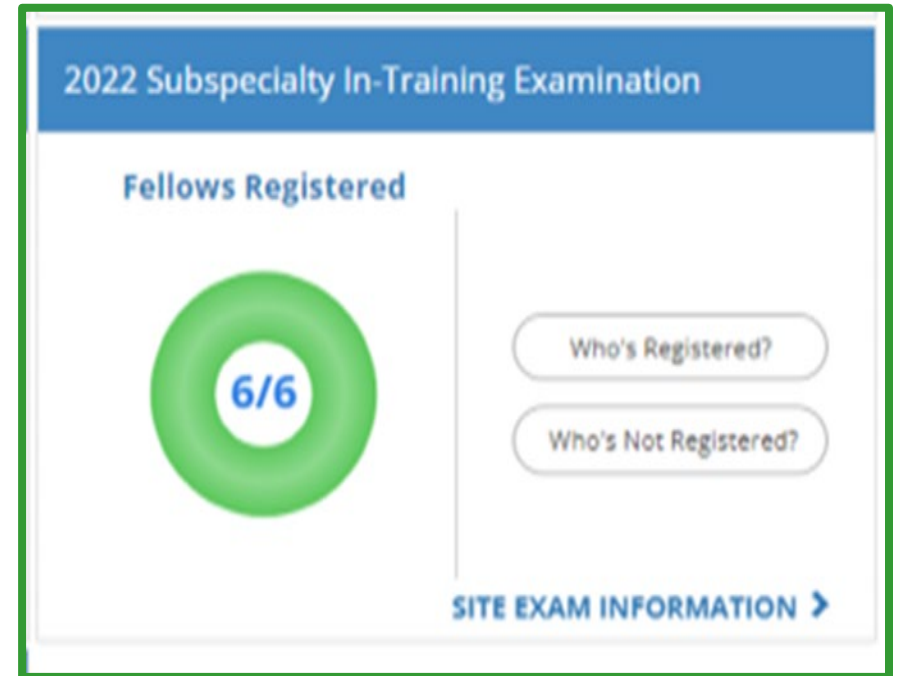 2022 Subspecialty In-Training Examination
Fellows Registered
6/6
Who's Registered?
Who's Not Registered?
SITE EXAM INFORMATION